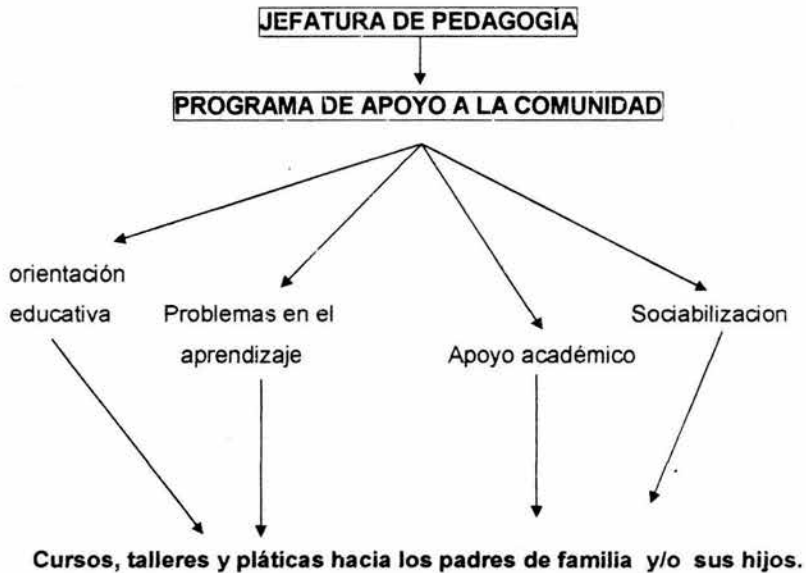 JEFATURA DE PEDAGOGÍA
PROGRAMA DE APOYO A LA COMUNIDAD
orientación
educativa
Problemas en el
aprendizaje
Apoyo académico
Sociabilizacion
Cursos, talleres y pláticas hacia los padres de familia y/o sus hijos.